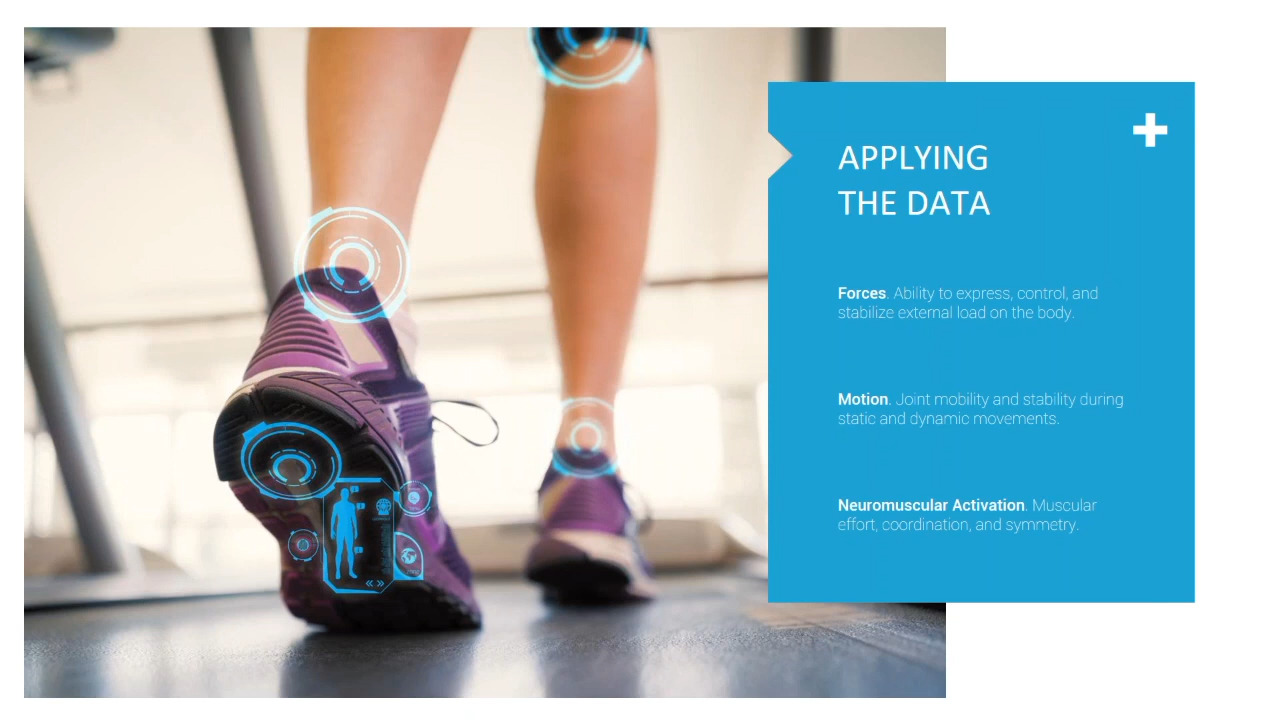 APPLYING
THE DATA
Forces. Ability to express, control, and
stabilize external load on the body.
Motion. Joint mobility and stability during
static and dynamic movements.
Neuromuscular Activation. Muscular
effort, coordination, and symmetry.